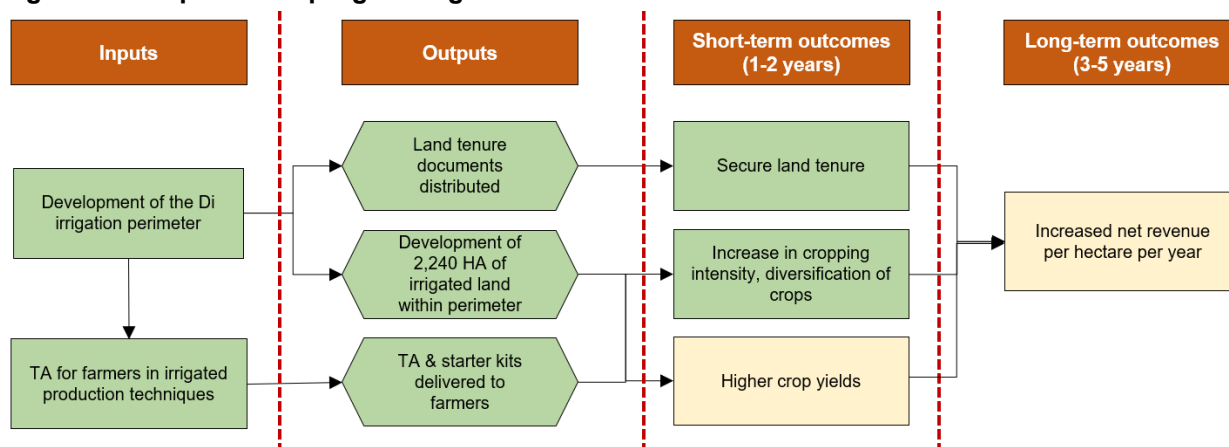 Inputs
Outputs
Short-term outcomes
(1-2 years)
Long-term outcomes
(3-5 years)
Land tenure
documents
distributed
Secure land tenure
Development of the Di
irrigation perimeter
Increased net revenue
per hectare per year
Development of
2,240 HA of
irrigated land
within perimeter
Increase in cropping
intensity, diversification of
crops
TA for farmers in irrigated
production techniques
TA & starter kits
delivered to
farmers
Higher crop yields